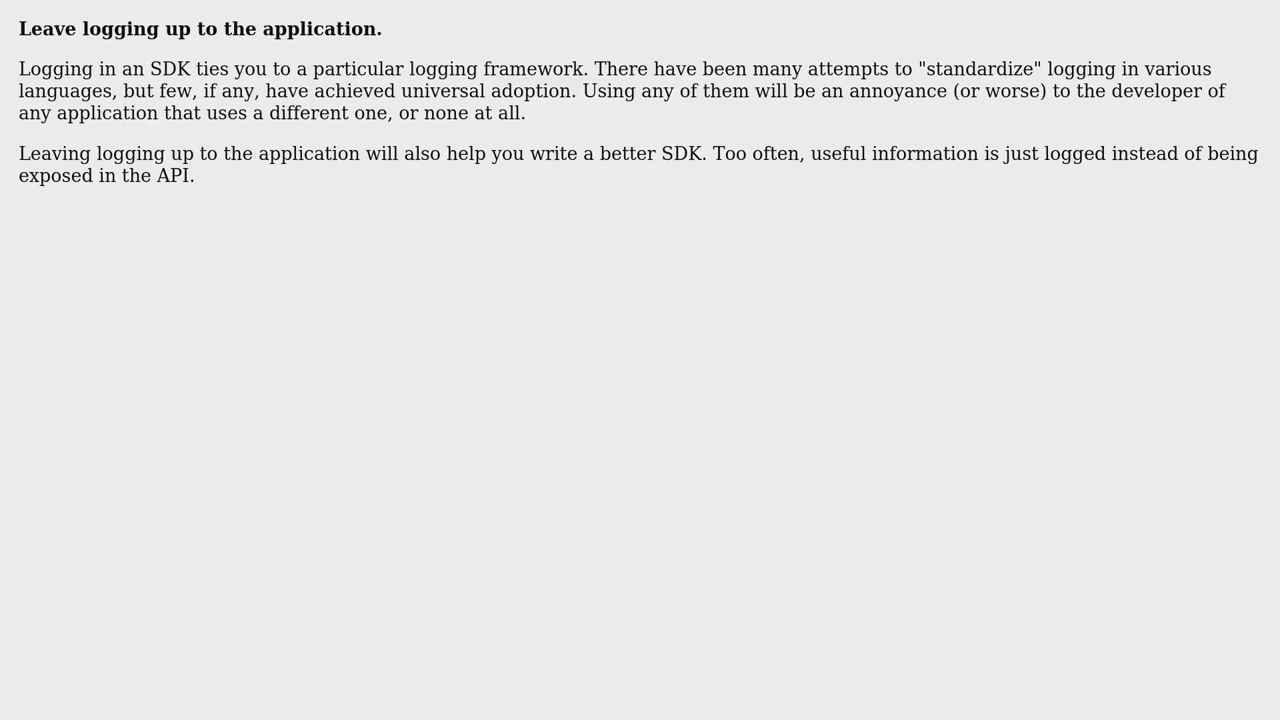 Leave logging up to the application.
Logging in an SDK ties you to a particular logging framework. There have been many attempts to "standardize" logging in various
languages, but few, if any, have achieved universal adoption. Using any of them will be an annoyance (or worse) to the developer of
any application that uses a different one, or none at all.
Leaving logging up to the application will also help you write a better SDK. Too often, useful information is just logged instead of being
exposed in the API.